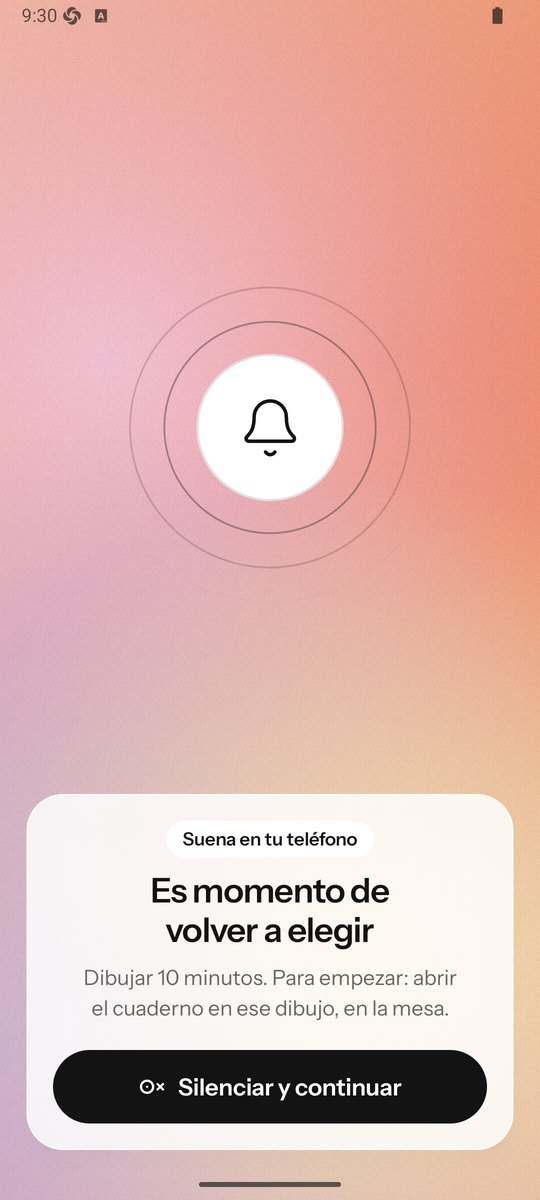 9:30
Suena en tu teléfono
Es momento de
volver a elegir
Dibujar 10 minutos. Para empezar: abrir
el cuaderno en ese dibujo, en la mesa.
Silenciar y continuar